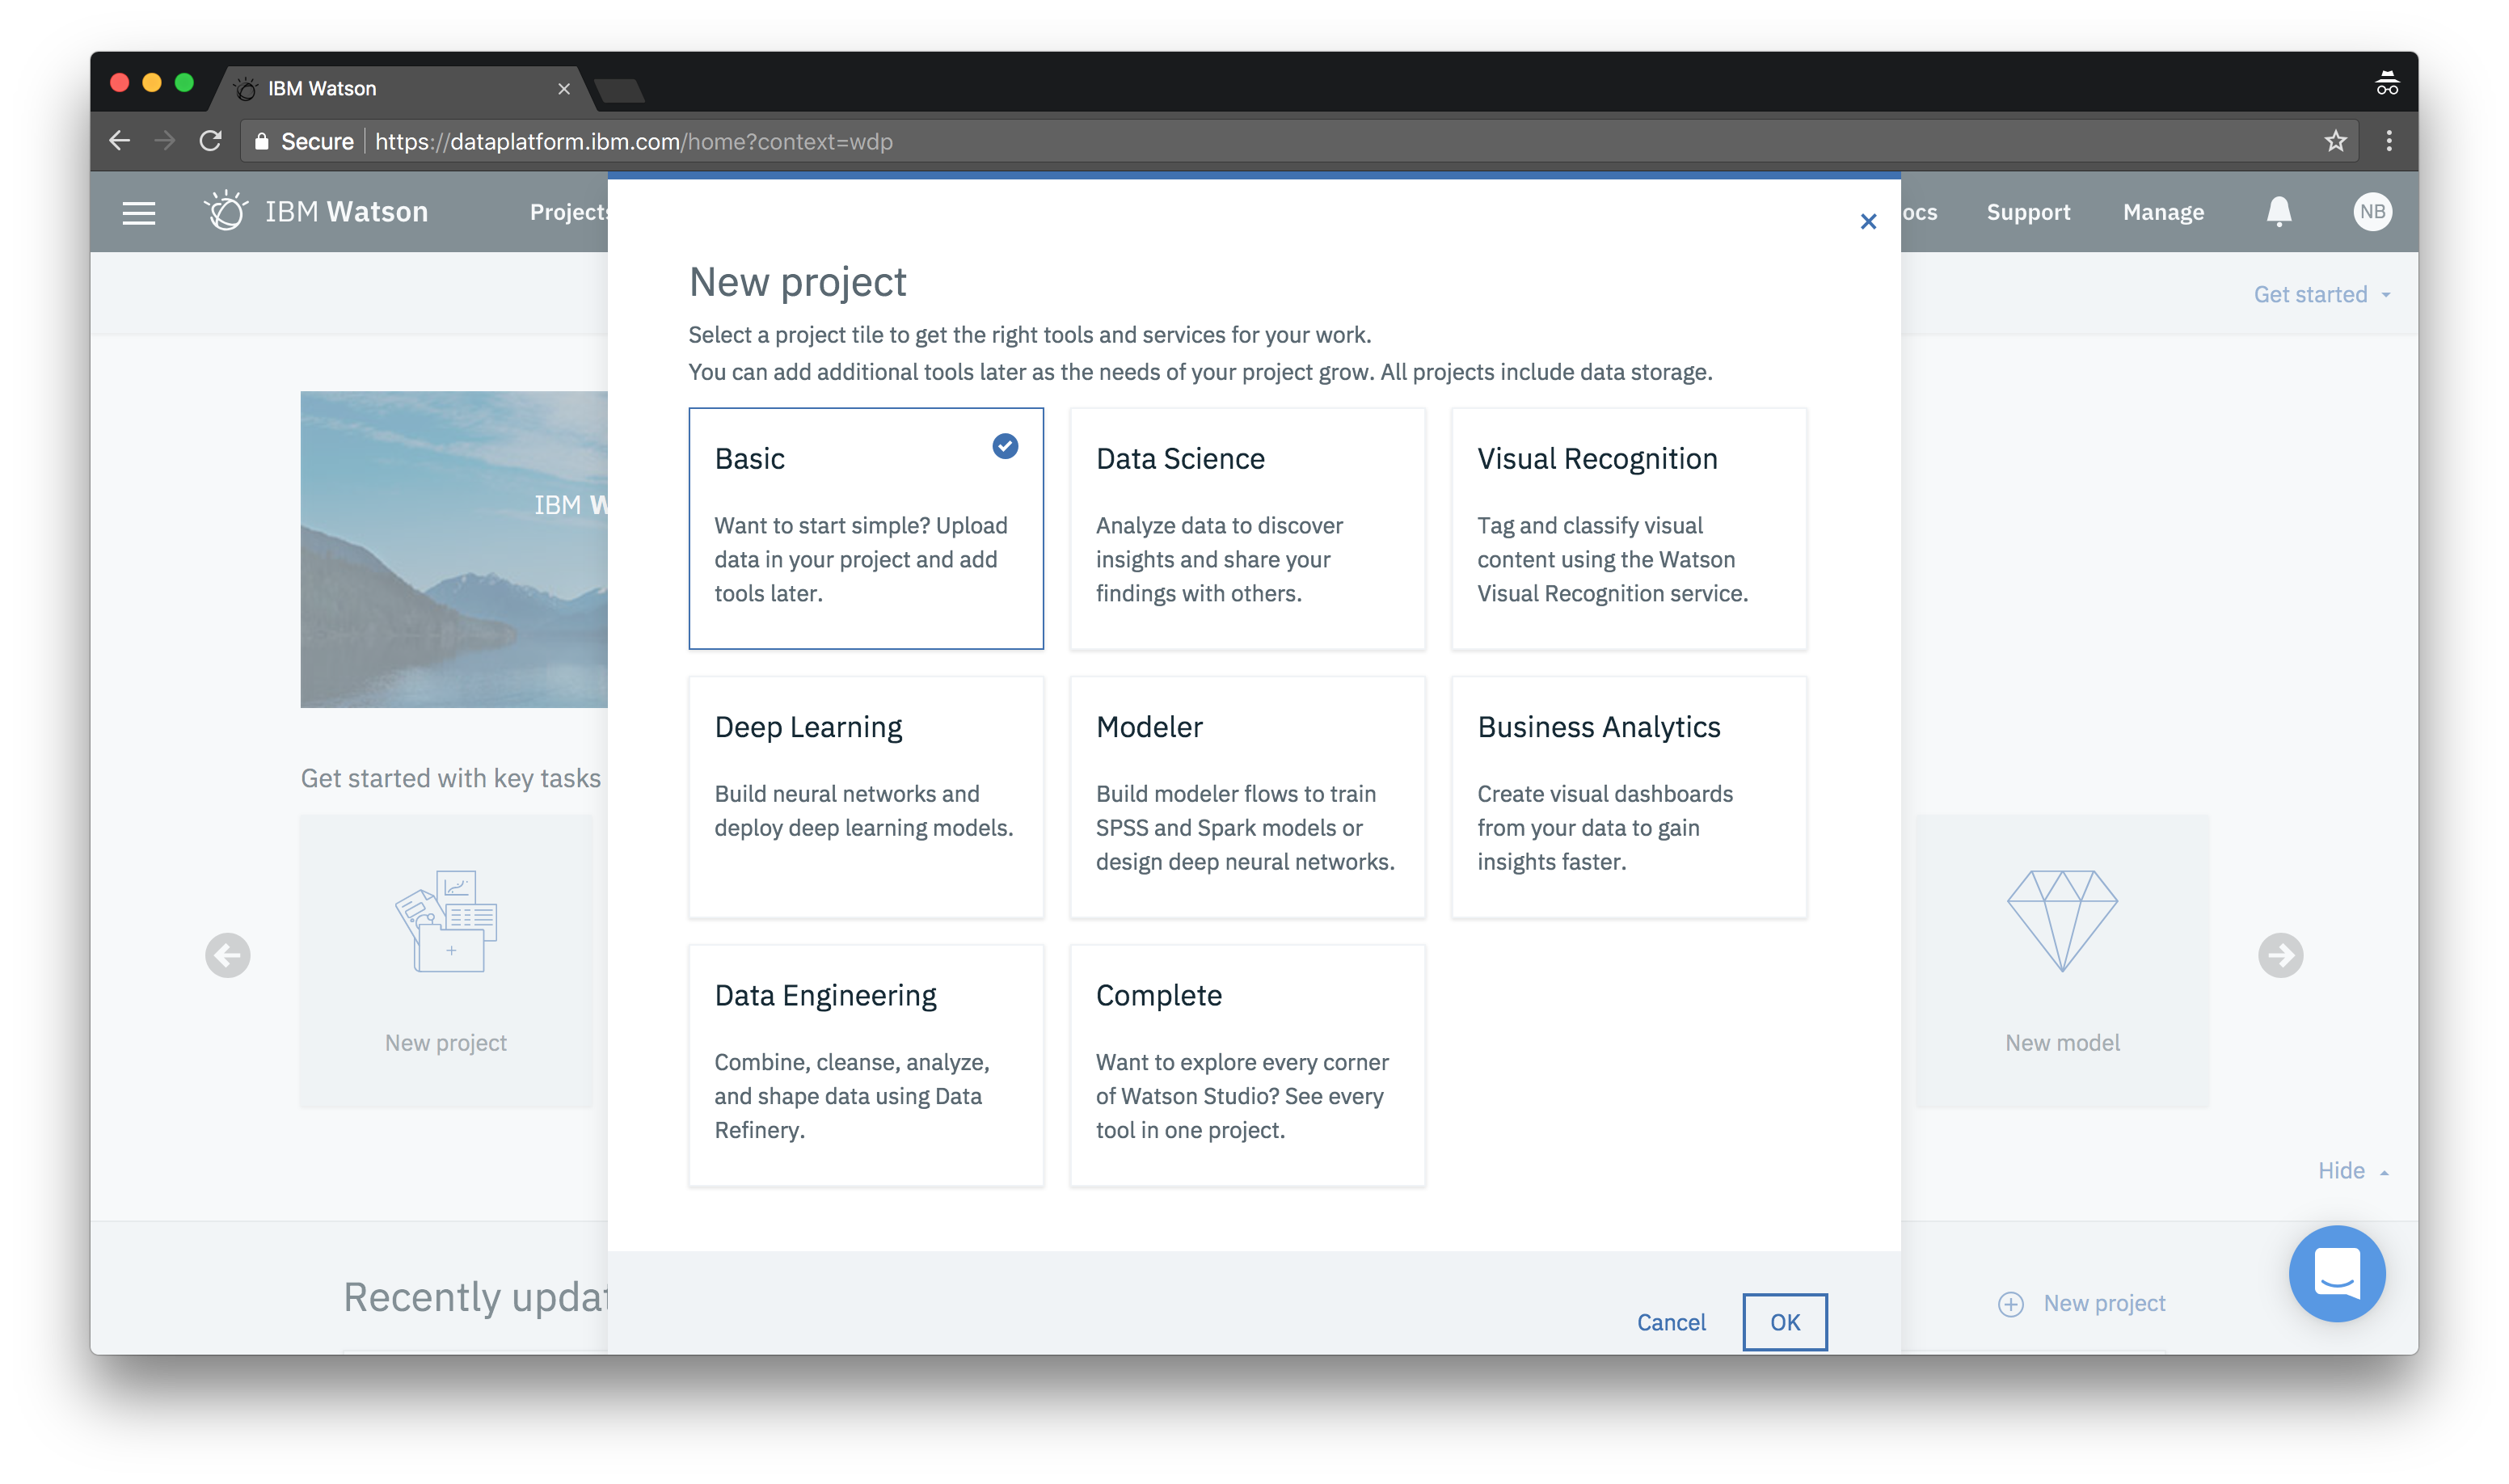 IBM Watson
Secure
https://dataplatform.ibm.com/home?context=wdp
IBM Watson
Projects
ocs
Support
Manage
NB
Get started
New project
Select a project tile to get the right tools and services for your work.
You can add additional tools later as the needs of your project grow. All projects include data storage.
Basic
Want to start simple? Upload
data in your project and add
tools later.
Data Science
Analyze data to discover
insights and share your
findings with others.
Visual Recognition
Tag and classify visual
content using the Watson
Visual Recognition service.
Deep Learning
Build neural networks and
deploy deep learning models.
Modeler
Build modeler flows to train
SPSS and Spark models or
design deep neural networks.
Business Analytics
Create visual dashboards
from your data to gain
insights faster.
Data Engineering
Combine, cleanse, analyze,
and shape data using Data
Refinery.
Complete
Want to explore every corner
of Watson Studio? See every
tool in one project.
Cancel
OK
IBM W
Get started with key tasks
New project
New model
Hide
Recently updat
New project